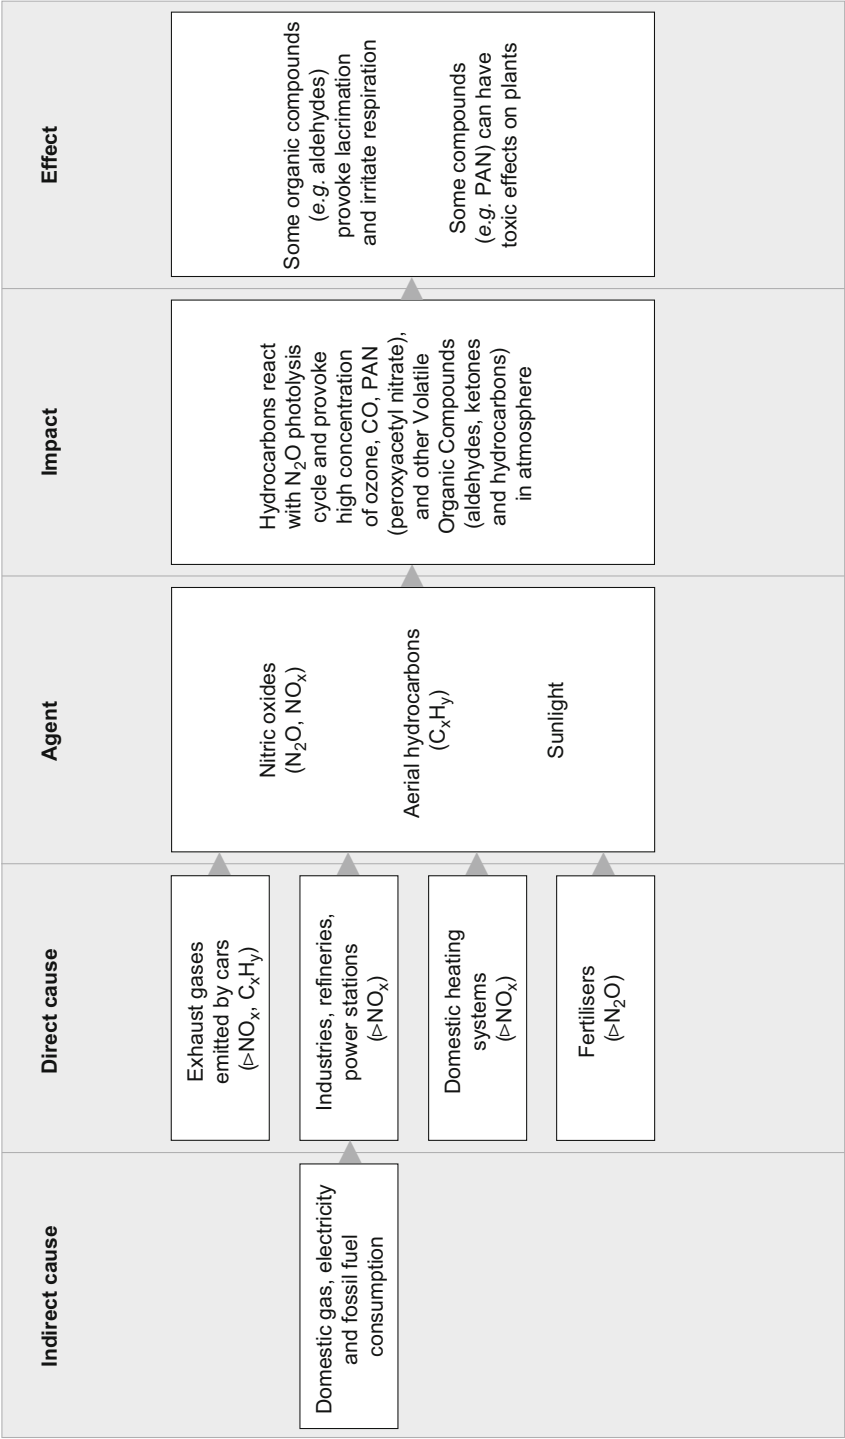 Indirect cause
Direct cause
Agent
Impact
Effect
Domestic gas, electricity
and fossil fuel
consumption
Exhaust gases
emitted by cars
(▹NOₓ, CₓHᵧ)
Industries, refineries,
power stations
(▹NOₓ)
Domestic heating
systems
(▹NOₓ)
Fertilisers
(▹N₂O)
Nitric oxides
(N₂O, NOₓ)
Aerial hydrocarbons
(CₓHᵧ)
Sunlight
Hydrocarbons react
with N₂O photolysis
cycle and provoke
high concentration
of ozone, CO, PAN
(peroxyacetyl nitrate),
and other Volatile
Organic Compounds
(aldehydes, ketones
and hydrocarbons)
in atmosphere
Some organic compounds
(e.g. aldehydes)
provoke lacrimation
and irritate respiration
Some compounds
(e.g. PAN) can have
toxic effects on plants